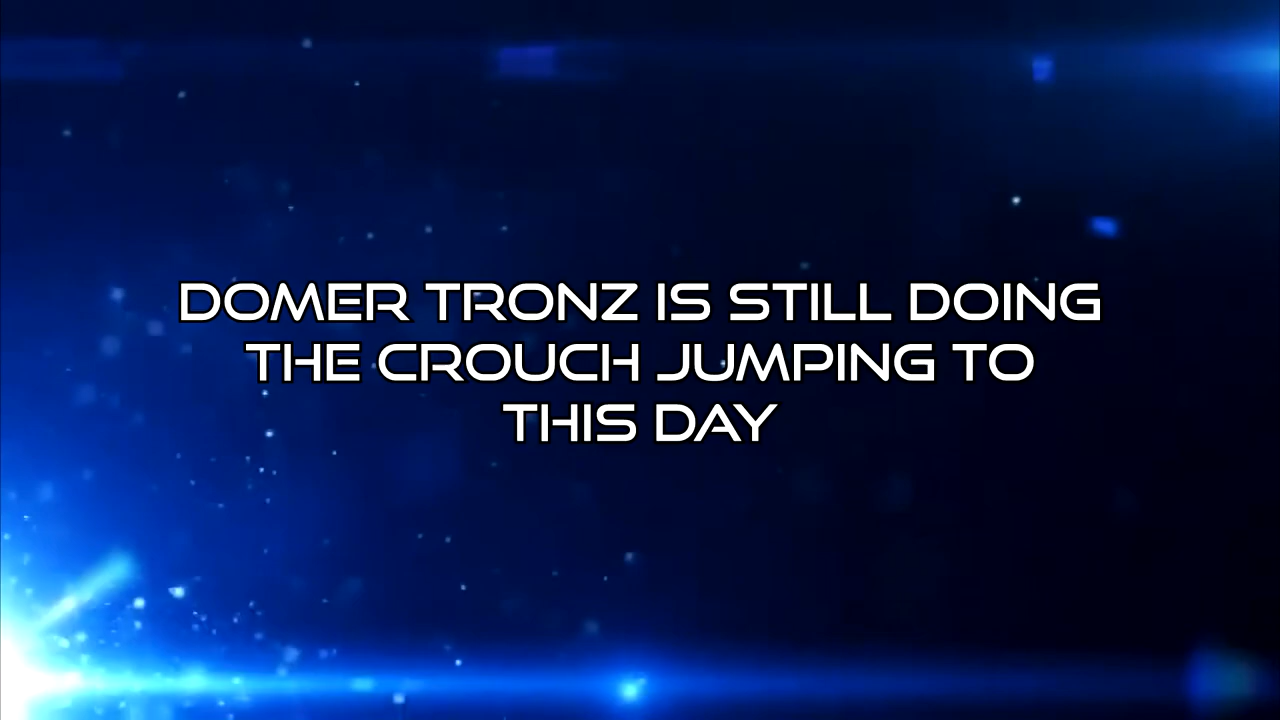 DOMER TRONZ IS STILL DOING
THE CROUCH JUMPING TO
THIS DAY